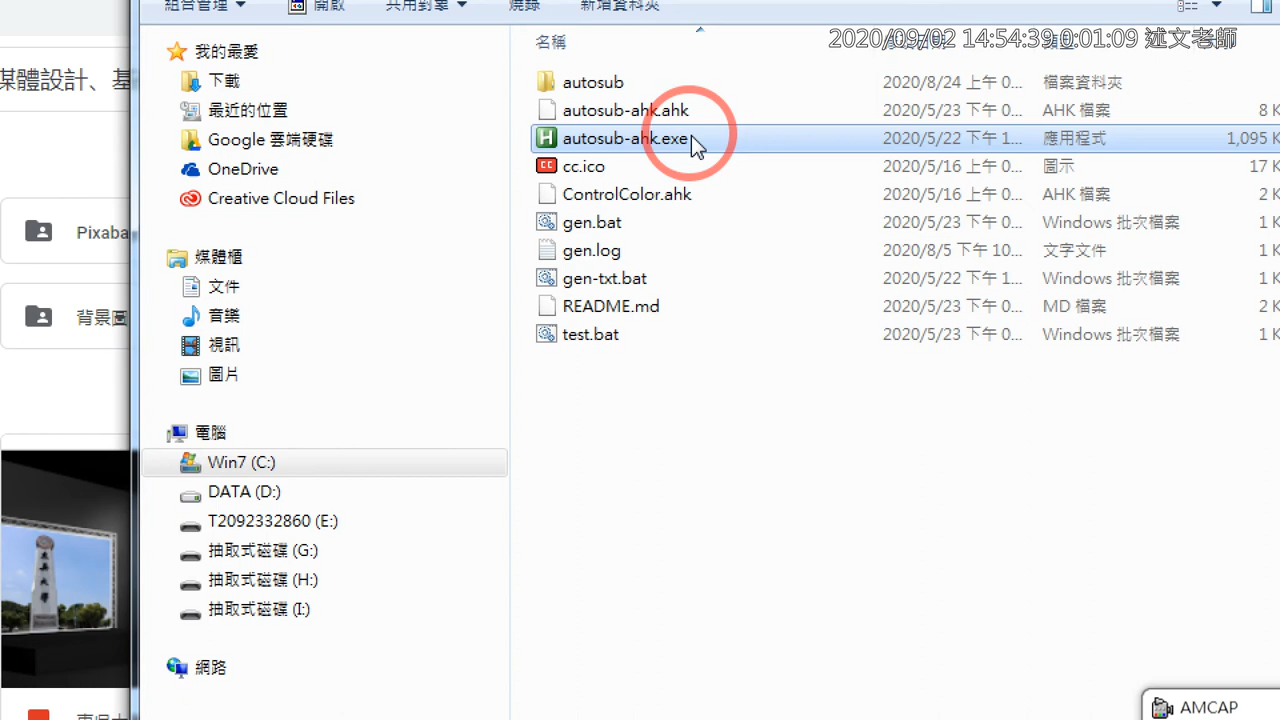 組合管理 開啟 共用對象 燒錄 新增資料夾
2020/09/02 14:54:39 0:01:09 述文老師
媒體設計、基
Pixaba
背景圖
我的最愛
下載
最近的位置
Google 雲端硬碟
OneDrive
Creative Cloud Files
媒體櫃
文件
音樂
視訊
圖片
電腦
Win7 (C:)
DATA (D:)
T2092332860 (E:)
抽取式磁碟 (G:)
抽取式磁碟 (H:)
抽取式磁碟 (I:)
網路
名稱
autosub 2020/8/24 上午 0... 檔案資料夾
autosub-ahk.ahk 2020/5/23 下午 0... AHK 檔案 8 K
autosub-ahk.exe 2020/5/22 下午 1... 應用程式 1,095 K
cc.ico 2020/5/16 上午 0... 圖示 17 K
ControlColor.ahk 2020/5/16 上午 0... AHK 檔案 2 K
gen.bat 2020/5/23 下午 0... Windows 批次檔案 1 K
gen.log 2020/8/5 下午 10... 文字文件 1 K
gen-txt.bat 2020/5/22 下午 1... Windows 批次檔案 1 K
README.md 2020/5/23 下午 0... MD 檔案 2 K
test.bat 2020/5/23 下午 0... Windows 批次檔案 1 K
AMCAP